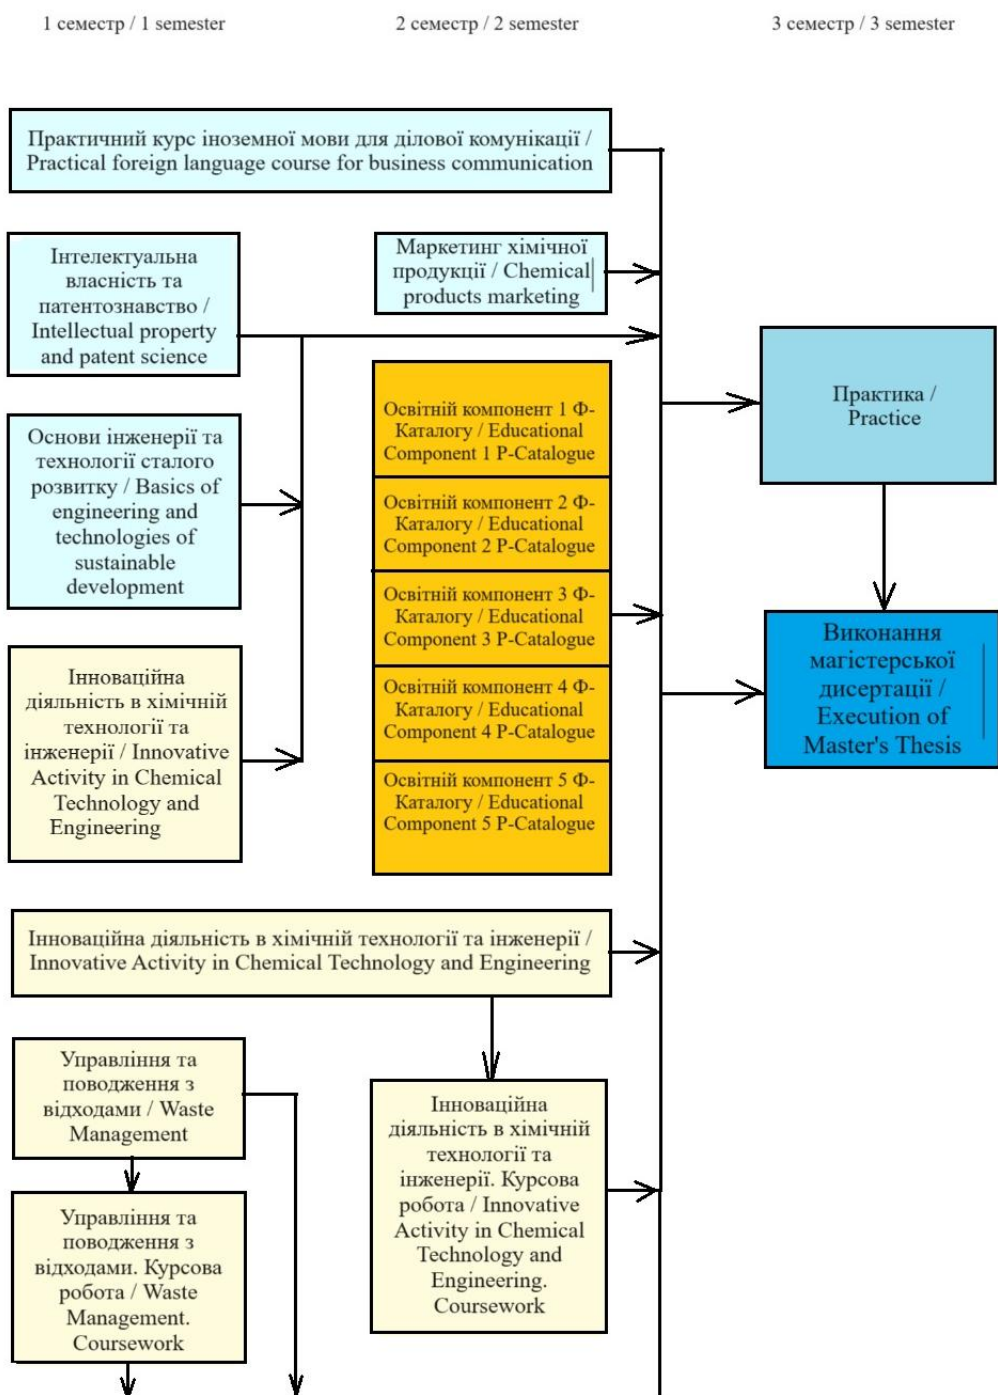 1 семестр / 1 semester
2 семестр / 2 semester
3 семестр / 3 semester
Практичний курс іноземної мови для ділової комунікації /
Practical foreign language course for business communication
Інтелектуальна
власність та
патентознавство /
Intellectual property
and patent science
Маркетинг хімічної
продукції / Chemical
products marketing
Основи інженерії та
технології сталого
розвитку / Basics of
engineering and
technologies of
sustainable
development
Освітній компонент 1 Ф-
Каталогу / Educational
Component 1 P-Catalogue
Освітній компонент 2 Ф-
Каталогу / Educational
Component 2 P-Catalogue
Освітній компонент 3 Ф-
Каталогу / Educational
Component 3 P-Catalogue
Освітній компонент 4 Ф-
Каталогу / Educational
Component 4 P-Catalogue
Освітній компонент 5 Ф-
Каталогу / Educational
Component 5 P-Catalogue
Практика /
Practice
Виконання
магістерської
дисертації /
Execution of
Master's Thesis
Інноваційна
діяльність в хімічній
технології та
інженерії / Innovative
Activity in Chemical
Technology and
Engineering
Інноваційна діяльність в хімічній технології та інженерії /
Innovative Activity in Chemical Technology and Engineering
Управління та
поводження з
відходами / Waste
Management
Управління та
поводження з
відходами. Курсова
робота / Waste
Management.
Coursework
Інноваційна
діяльність в хімічній
технології та
інженерії. Курсова
робота / Innovative
Activity in Chemical
Technology and
Engineering.
Coursework